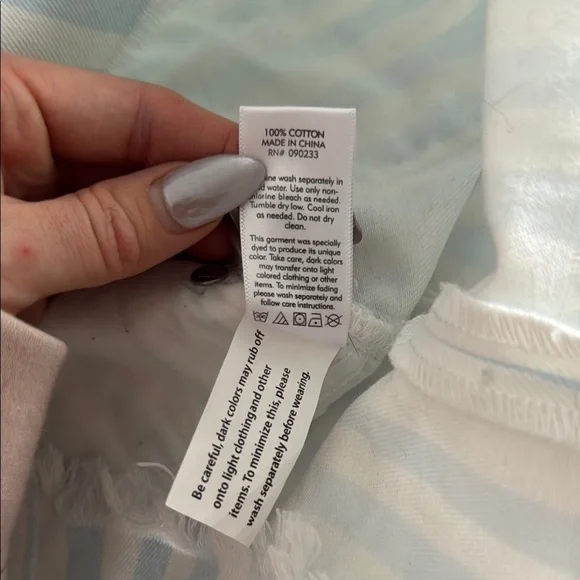 100% COTTON
MADE IN CHINA
RN# 090233
wash separately in
water. Use only non-
chlorine bleach as needed.
Tumble dry low. Cool iron
as needed. Do not dry
clean.
This garment was specially
dyed to produce its unique
color. Take care, dark colors
may transfer onto light
colored clothing or other
items. To minimize fading
please wash separately and
follow care instructions.
Be careful, dark colors may rub off
onto light clothing and other
items. To minimize this, please
wash separately before wearing.